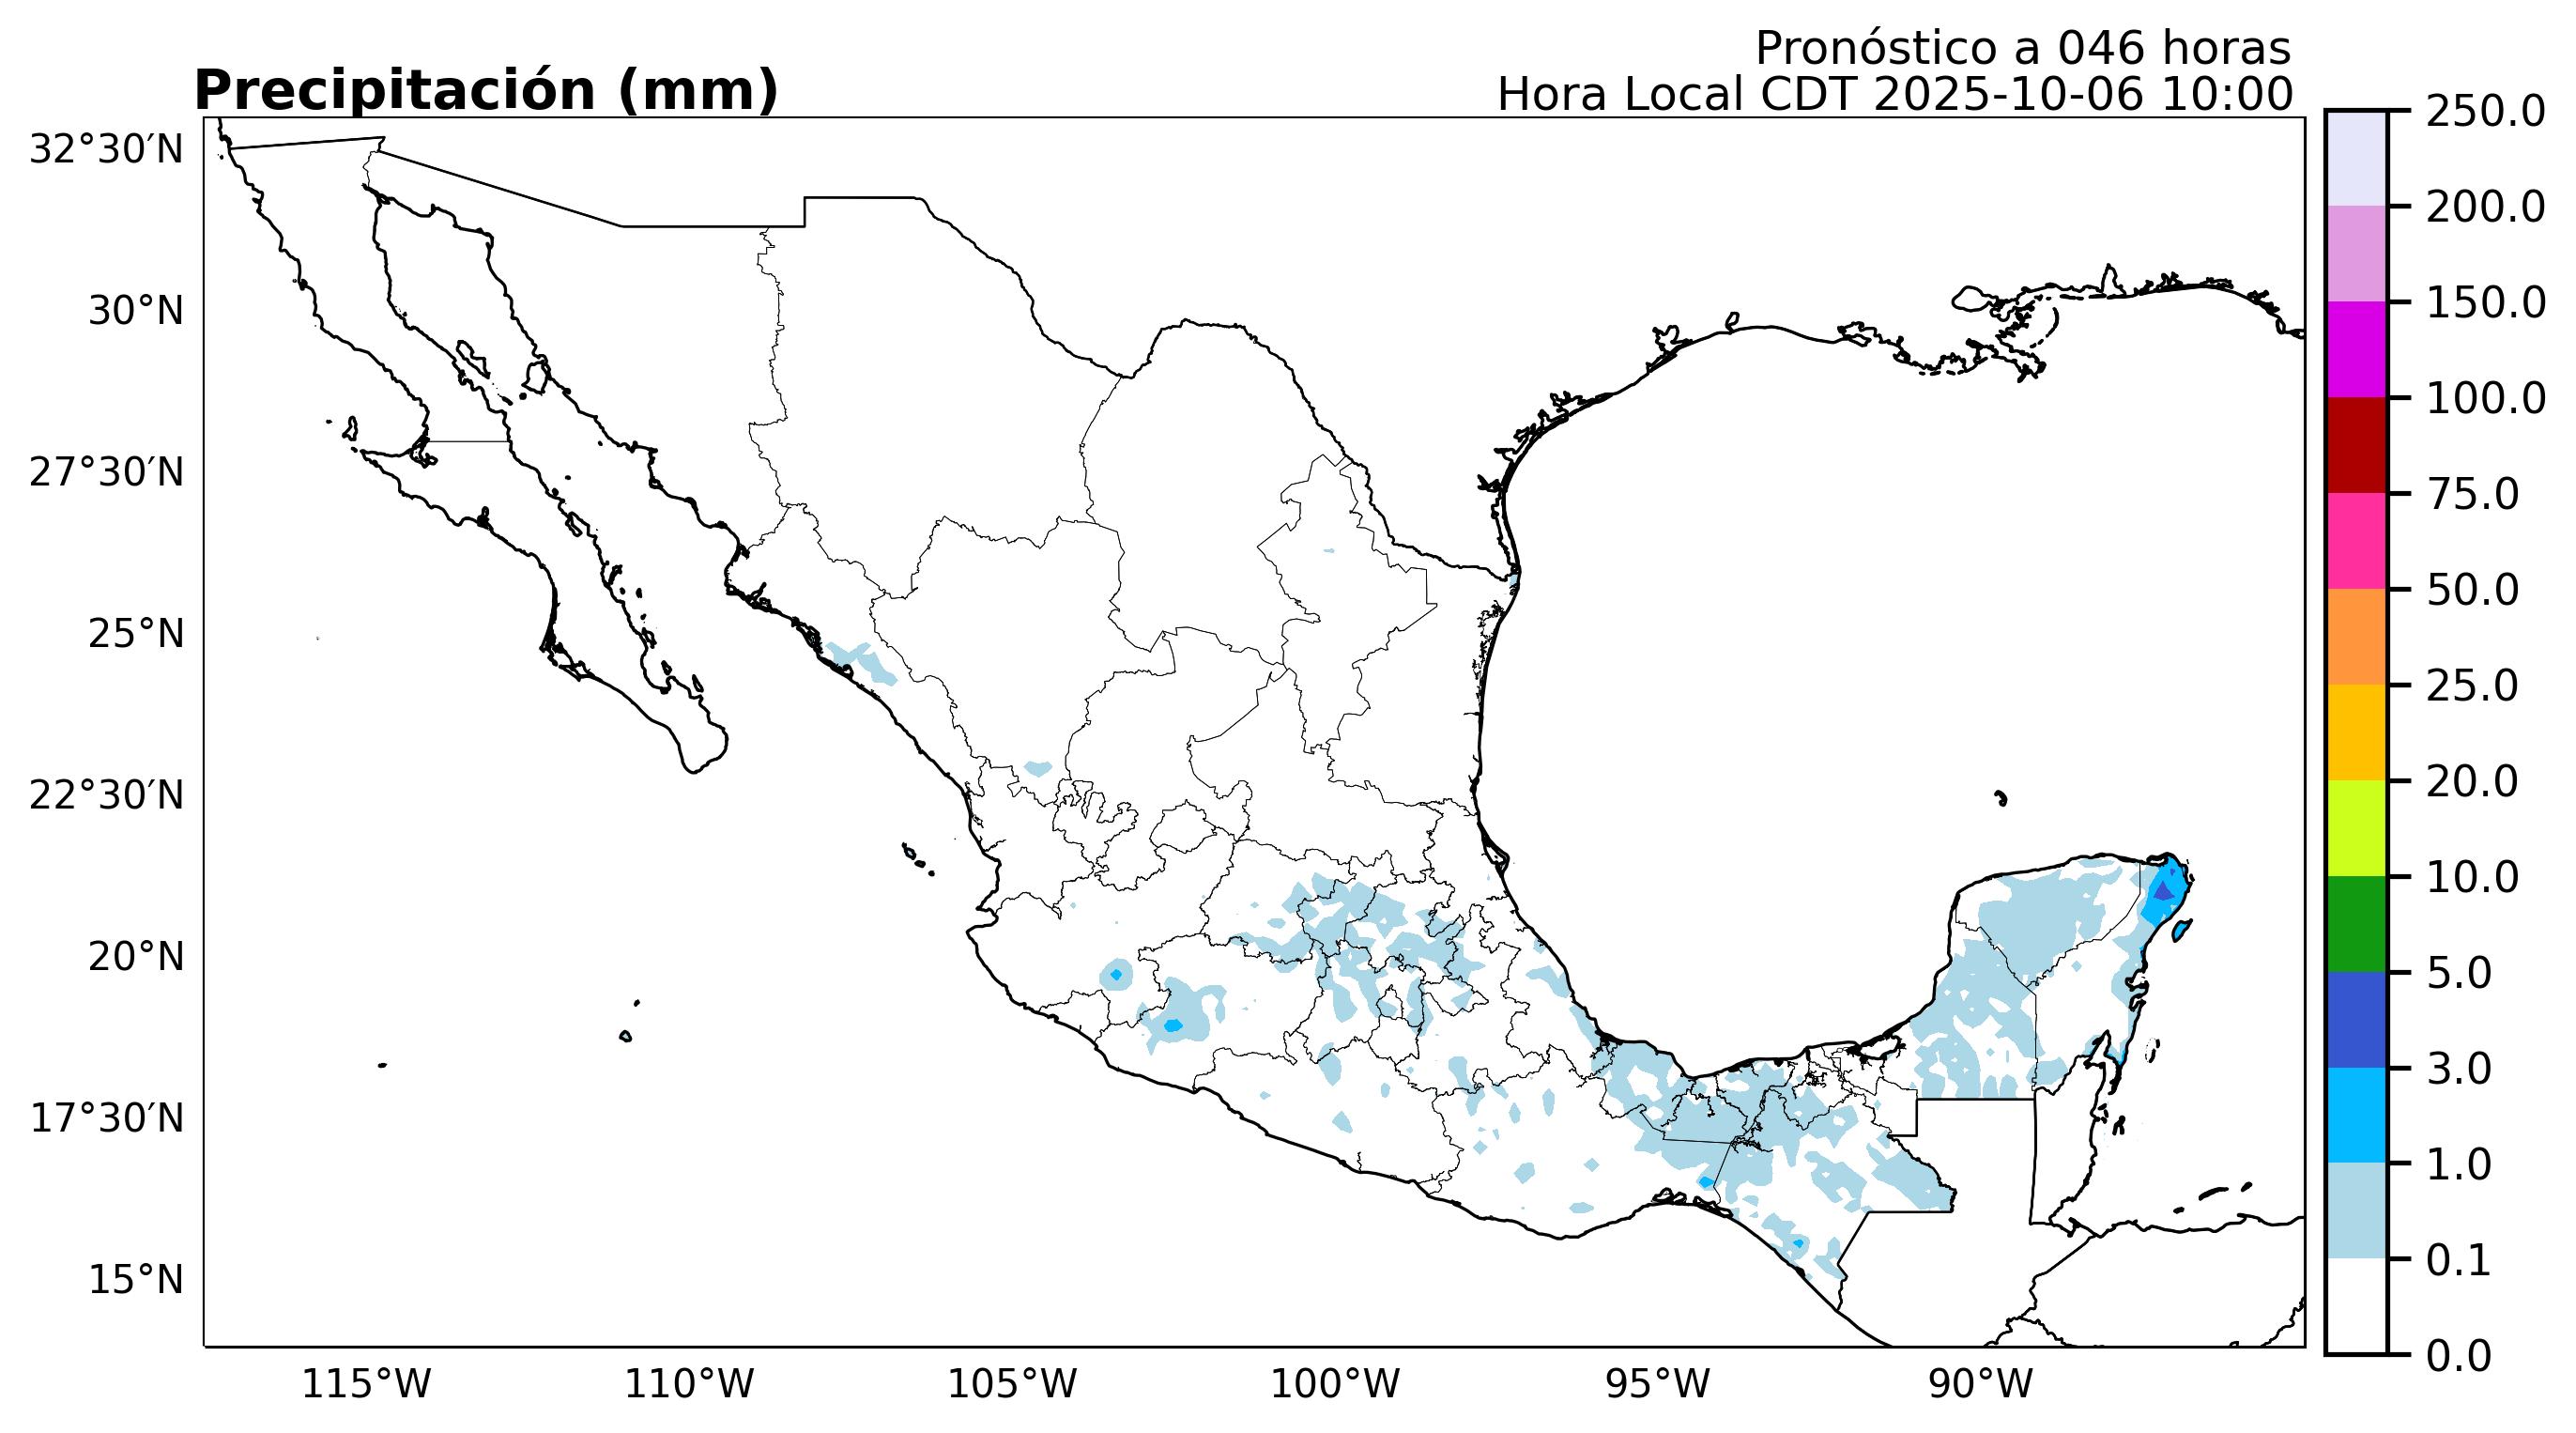 Pronóstico a 046 horas
Precipitación (mm)
Hora Local CDT 2025-10-06 10:00
32°30′N
30°N
27°30′N
25°N
22°30′N
20°N
17°30′N
15°N
115°W
110°W
105°W
100°W
95°W
90°W
250.0
200.0
150.0
100.0
75.0
50.0
25.0
20.0
10.0
5.0
3.0
1.0
0.1
0.0